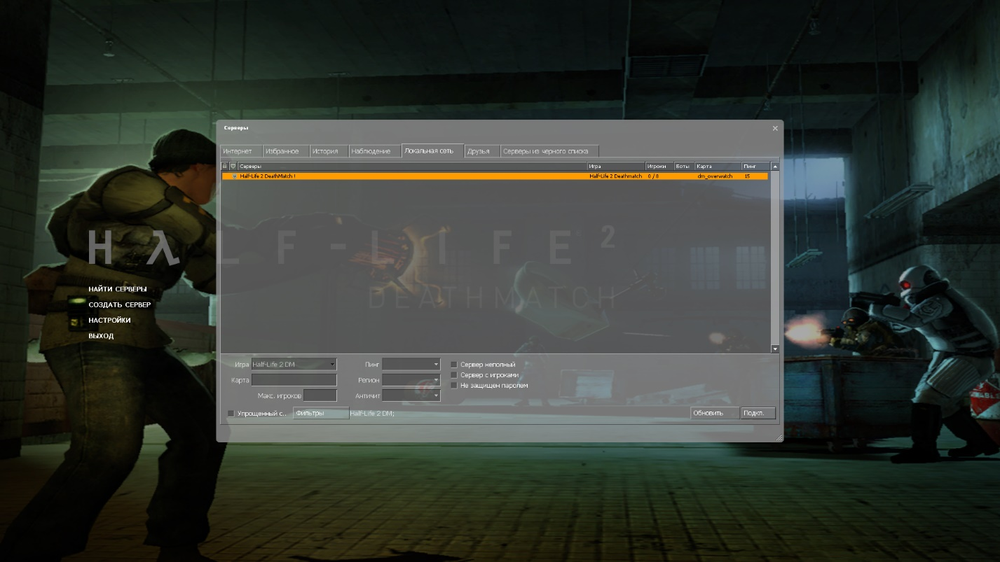 Серверы
Интернет Избранное История Наблюдение Локальная сеть Друзья Серверы из черного списка
Серверы Игра Игроки Боты Карта Пинг
Half-Life 2 DeathMatch ! Half-Life 2 Deathmatch 0 / 8 dm_overwatch 15
HλLF-LIFE 2
DEATHMATCH
НАЙТИ СЕРВЕРЫ
СОЗДАТЬ СЕРВЕР
НАСТРОЙКИ
ВЫХОД
Игра Half-Life 2 DM Пинг Сервер неполный
Карта Регион Сервер с игроками
Не защищен паролем
Макс. игроков Античит
Упрощенный с.. Фильтры Half-Life 2 DM; Обновить Подкл.